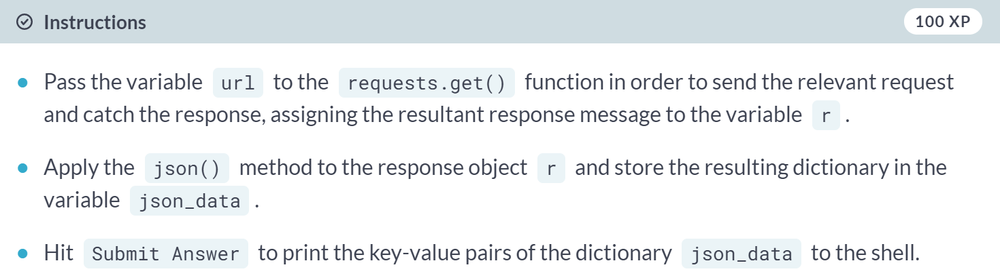 Instructions
100 XP
Pass the variable url to the requests.get() function in order to send the relevant request
and catch the response, assigning the resultant response message to the variable r .
Apply the json() method to the response object r and store the resulting dictionary in the
variable json_data .
Hit Submit Answer to print the key-value pairs of the dictionary json_data to the shell.